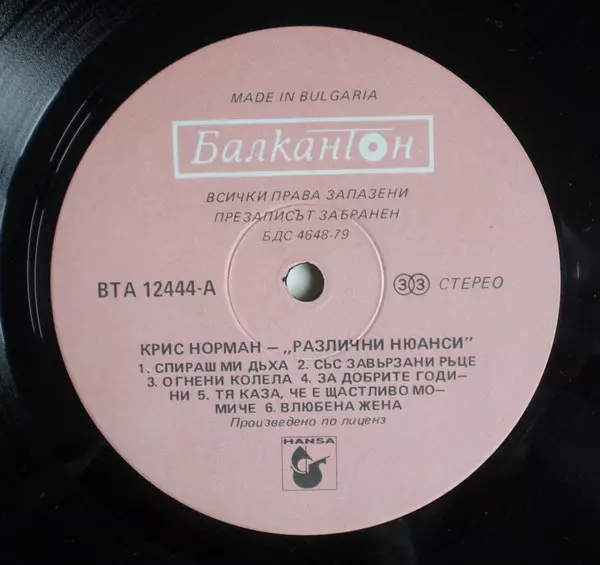 MADE IN BULGARIA
Балкантон
ВСИЧКИ ПРАВА ЗАПАЗЕНИ
ПРЕЗАПИСЪТ ЗАБРАНЕН
БДС 4648-79
ВТА 12444-А
33 СТЕРЕО
КРИС НОРМАН – „РАЗЛИЧНИ НЮАНСИ”
1. СПИРАШ МИ ДЪХА 2. СЪС ЗАВЪРЗАНИ РЪЦЕ
3. ОГНЕНИ КОЛЕЛА 4. ЗА ДОБРИТЕ ГОДИ-
НИ 5. ТЯ КАЗА, ЧЕ Е ЩАСТЛИВО МО-
МИЧЕ 6. ВЛЮБЕНА ЖЕНА
Произведено по лиценз
HANSA